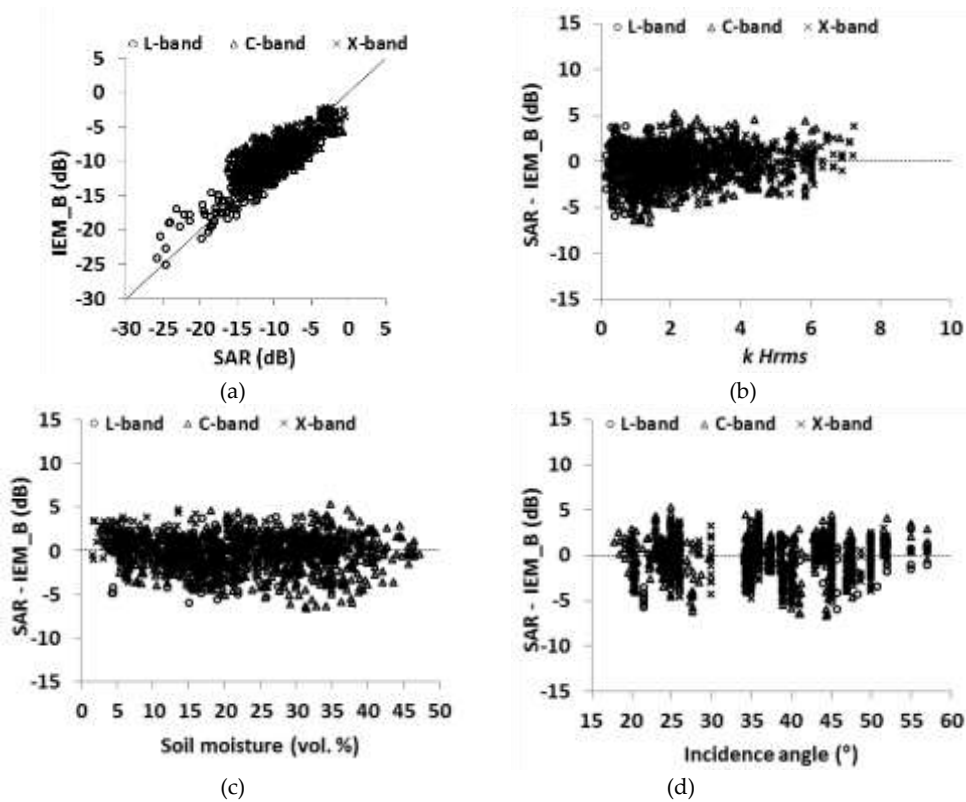 ○ L-band △ C-band × X-band
5
0
-5
-10
-15
-20
-25
-30
IEM_B (dB)
-30 -25 -20 -15 -10 -5 0 5
SAR (dB)
(a)
○ L-band △ C-band × X-band
15
10
5
0
-5
-10
-15
SAR - IEM_B (dB)
0 2 4 6 8 10
k Hrms
(b)
○ L-band △ C-band × X-band
15
10
5
0
-5
-10
-15
SAR - IEM_B (dB)
0 5 10 15 20 25 30 35 40 45 50
Soil moisture (vol. %)
(c)
○ L-band △ C-band × X-band
15
10
5
0
-5
-10
-15
SAR - IEM_B (dB)
15 20 25 30 35 40 45 50 55 60
Incidence angle (°)
(d)